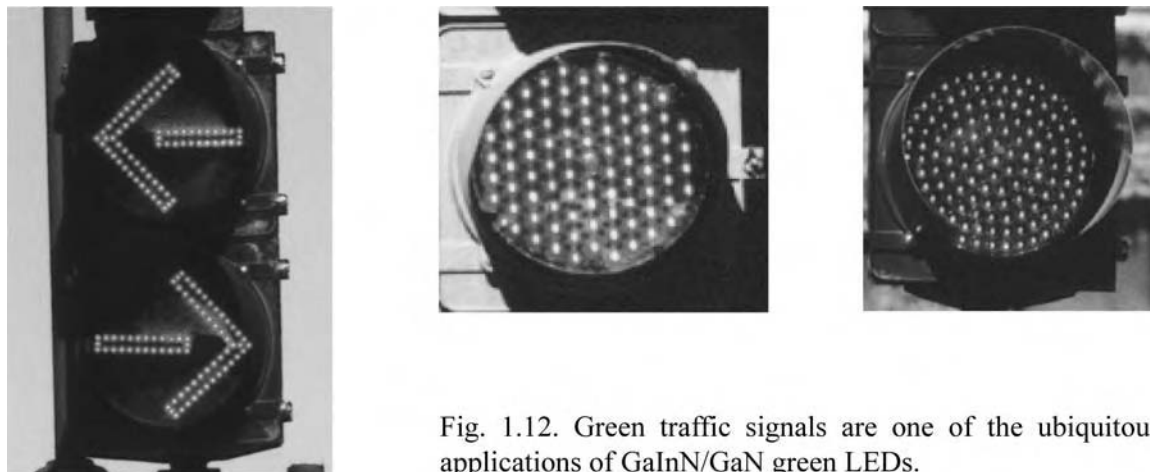 Fig. 1.12. Green traffic signals are one of the ubiquitou
applications of GaInN/GaN green LEDs.